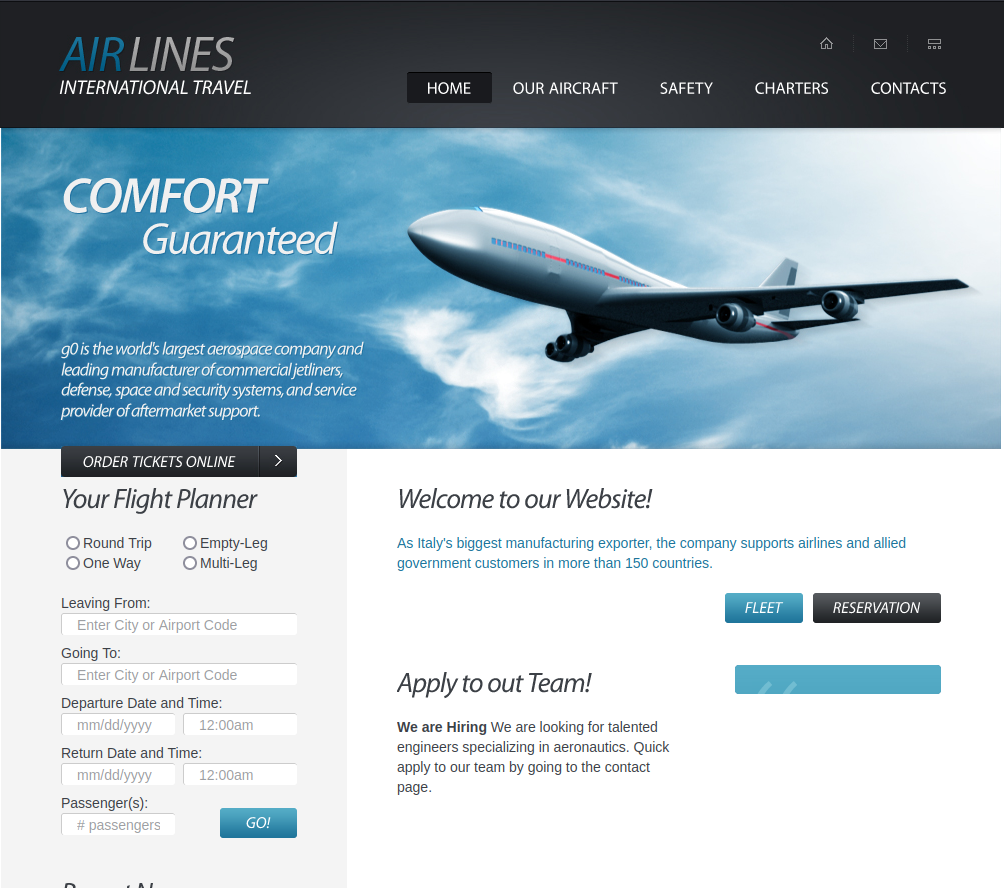 AIR LINES
INTERNATIONAL TRAVEL
HOME OUR AIRCRAFT SAFETY CHARTERS CONTACTS
COMFORT
Guaranteed
g0 is the world's largest aerospace company and
leading manufacturer of commercial jetliners,
defense, space and security systems, and service
provider of aftermarket support.
ORDER TICKETS ONLINE
Your Flight Planner
Round Trip Empty-Leg
One Way Multi-Leg
Leaving From:
Enter City or Airport Code
Going To:
Enter City or Airport Code
Departure Date and Time:
mm/dd/yyyy 12:00am
Return Date and Time:
mm/dd/yyyy 12:00am
Passenger(s):
# passengers GO!
Welcome to our Website!
As Italy's biggest manufacturing exporter, the company supports airlines and allied
government customers in more than 150 countries.
FLEET RESERVATION
Apply to out Team!
“
We are Hiring We are looking for talented
engineers specializing in aeronautics. Quick
apply to our team by going to the contact
page.